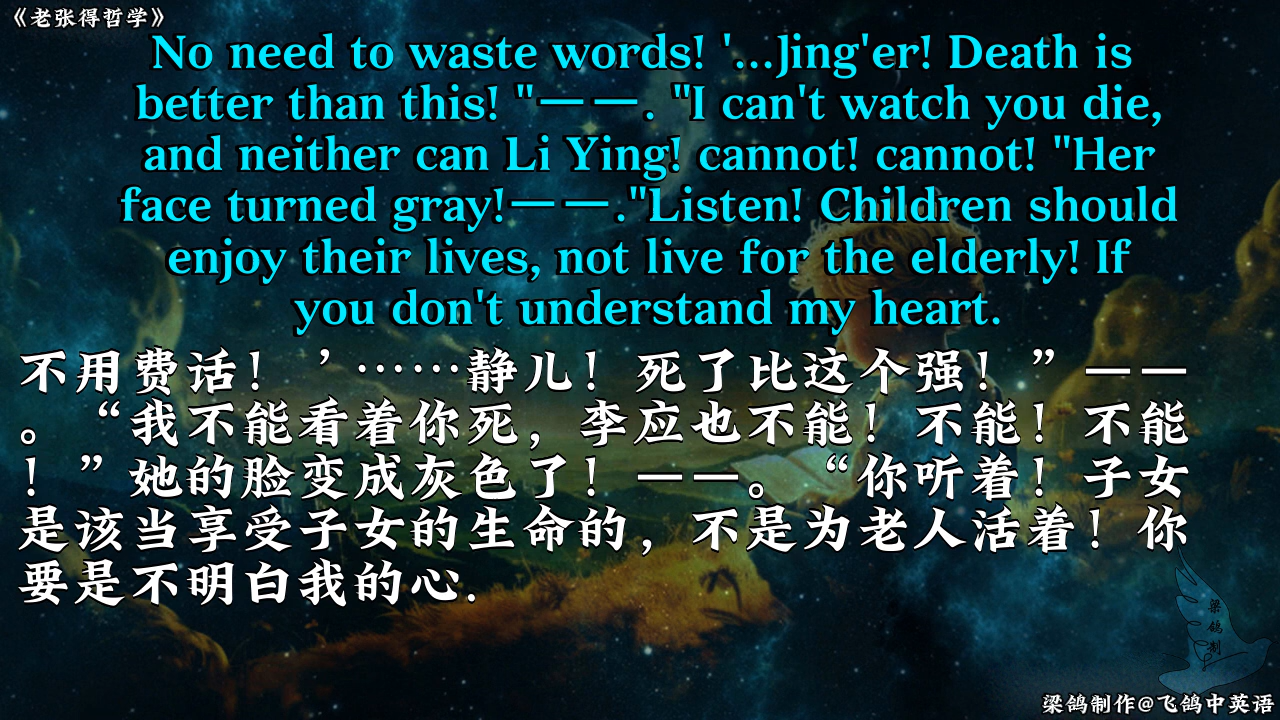 《老张得哲学》
No need to waste words! '...Jing'er! Death is
better than this! "——. "I can't watch you die,
and neither can Li Ying! cannot! cannot! "Her
face turned gray!——."Listen! Children should
enjoy their lives, not live for the elderly! If
you don't understand my heart.
不用费话！’……静儿！死了比这个强！”——
。“我不能看着你死，李应也不能！不能！不能
！”她的脸变成灰色了！——。“你听着！子女
是该当享受子女的生命的，不是为老人活着！你
要是不明白我的心.
梁鸽制
梁鸽制作@飞鸽中英语